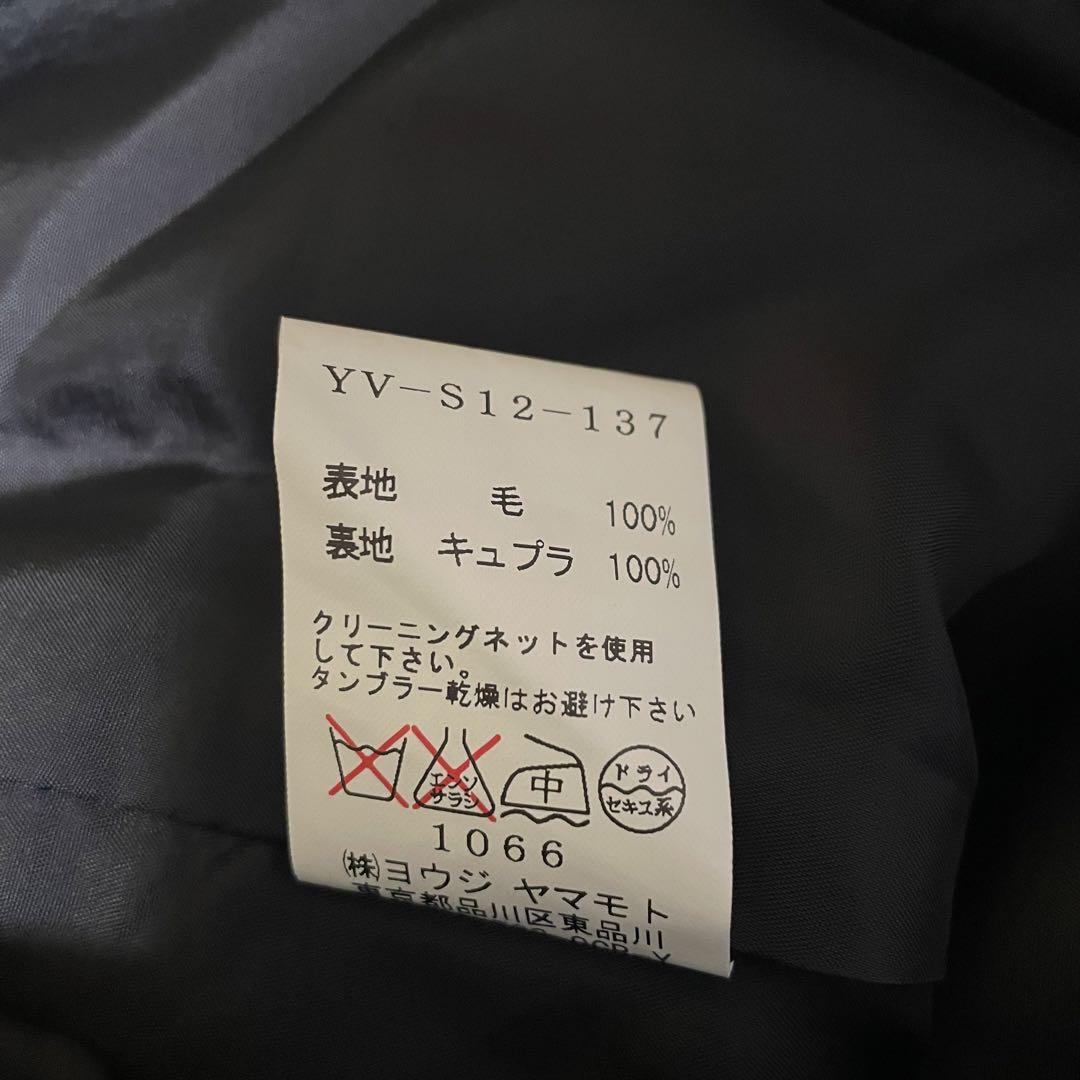 YV-S12-137
表地 毛 100%
裏地 キュプラ 100%
クリーニングネットを使用
して下さい。
タンブラー乾燥はお避け下さい
エンソ
サラシ
中
ドライ
セキユ系
1066
(株)ヨウジ ヤマモト
東京都品川区東品川